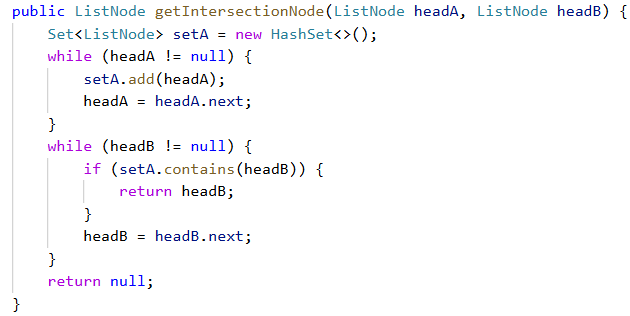 public ListNode getIntersectionNode(ListNode headA, ListNode headB) {
    Set<ListNode> setA = new HashSet<>();
    while (headA != null) {
        setA.add(headA);
        headA = headA.next;
    }
    while (headB != null) {
        if (setA.contains(headB)) {
            return headB;
        }
        headB = headB.next;
    }
    return null;
}